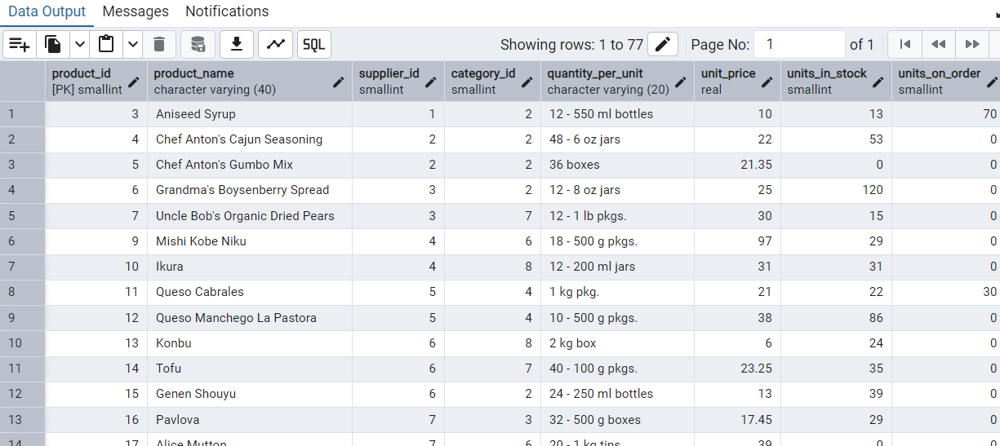 Data Output Messages Notifications
SQL Showing rows: 1 to 77 Page No: 1 of 1
product_id product_name supplier_id category_id quantity_per_unit unit_price units_in_stock units_on_order
[PK] smallint character varying (40) smallint smallint character varying (20) real smallint smallint
1 3 Aniseed Syrup 1 2 12 - 550 ml bottles 10 13 70
2 4 Chef Anton's Cajun Seasoning 2 2 48 - 6 oz jars 22 53 0
3 5 Chef Anton's Gumbo Mix 2 2 36 boxes 21.35 0 0
4 6 Grandma's Boysenberry Spread 3 2 12 - 8 oz jars 25 120 0
5 7 Uncle Bob's Organic Dried Pears 3 7 12 - 1 lb pkgs. 30 15 0
6 9 Mishi Kobe Niku 4 6 18 - 500 g pkgs. 97 29 0
7 10 Ikura 4 8 12 - 200 ml jars 31 31 0
8 11 Queso Cabrales 5 4 1 kg pkg. 21 22 30
9 12 Queso Manchego La Pastora 5 4 10 - 500 g pkgs. 38 86 0
10 13 Konbu 6 8 2 kg box 6 24 0
11 14 Tofu 6 7 40 - 100 g pkgs. 23.25 35 0
12 15 Genen Shouyu 6 2 24 - 250 ml bottles 13 39 0
13 16 Pavlova 7 3 32 - 500 g boxes 17.45 29 0
14 17 Alice Mutton 7 6 20 - 1 kg tins 39 0 0